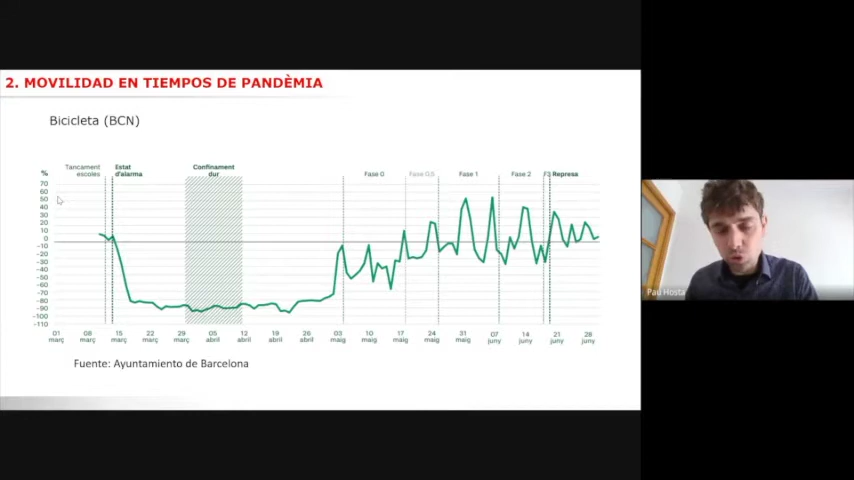 2. MOVILIDAD EN TIEMPOS DE PANDÈMIA
Bicicleta (BCN)
%
Tancament
escoles
Estat
d'alarma
Confinament
dur
Fase 0
Fase 0,5
Fase 1
Fase 2
F3
Represa
70
60
50
40
30
20
10
0
-10
-20
-30
-40
-50
-60
-70
-80
-90
-100
-110
01
març
08
març
15
març
22
març
29
març
05
abril
12
abril
19
abril
26
abril
03
maig
10
maig
17
maig
24
maig
31
maig
07
juny
14
juny
21
juny
28
juny
Fuente: Ayuntamiento de Barcelona
Pau Hosta